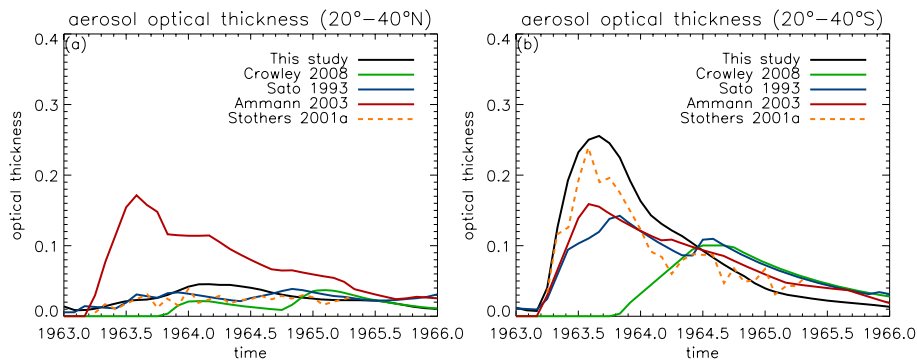 aerosol optical thickness (20°−40°N)
(a)
This study
Crowley 2008
Sato 1993
Ammann 2003
Stothers 2001a
optical thickness
0.4
0.3
0.2
0.1
0.0
1963.0 1963.5 1964.0 1964.5 1965.0 1965.5 1966.0
time
aerosol optical thickness (20°−40°S)
(b)
This study
Crowley 2008
Sato 1993
Ammann 2003
Stothers 2001a
optical thickness
0.4
0.3
0.2
0.1
0.0
1963.0 1963.5 1964.0 1964.5 1965.0 1965.5 1966.0
time